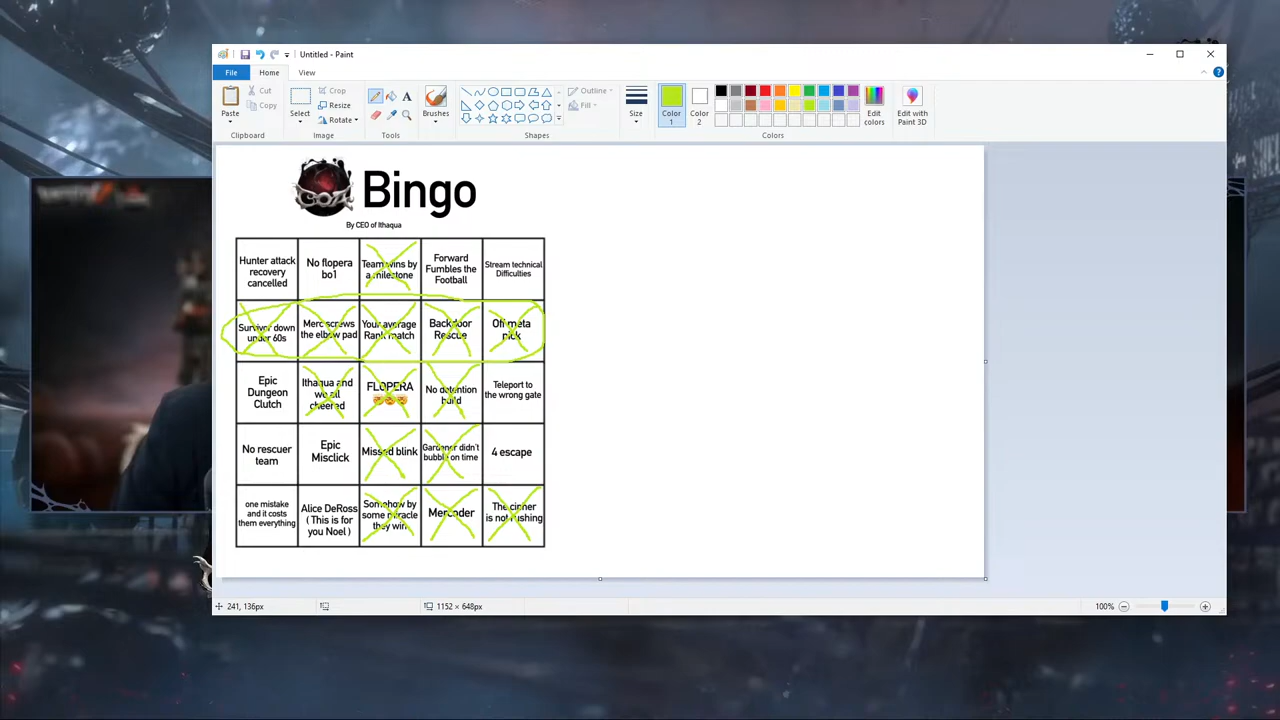 Untitled - Paint
File
Home
View
Paste
Cut
Copy
Clipboard
Select
Crop
Resize
Rotate
Image
A
Tools
Brushes
Outline
Fill
Shapes
Size
Color
1
Color
2
Edit
colors
Colors
Edit with
Paint 3D
COA Bingo
By CEO of Ithaqua
Hunter attack
recovery
cancelled
No flopera
bo1
Team wins by
a milestone
Forward
Fumbles the
Football
Stream technical
Difficulties
Survivor down
under 60s
Merc screws
the elbow pad
Your average
Rank match
Backdoor
Rescue
Off meta
pick
Epic
Dungeon
Clutch
Ithaqua and
we all
cheered
FLOPERA
No detention
build
Teleport to
the wrong gate
No rescuer
team
Epic
Misclick
Missed blink
Gardener didn't
bubble on time
4 escape
one mistake
and it costs
them everything
Alice DeRoss
( This is for
you Noel )
Somehow by
some miracle
they win
Mercoder
The cipher
is not rushing
241, 136px
1152 × 648px
100%